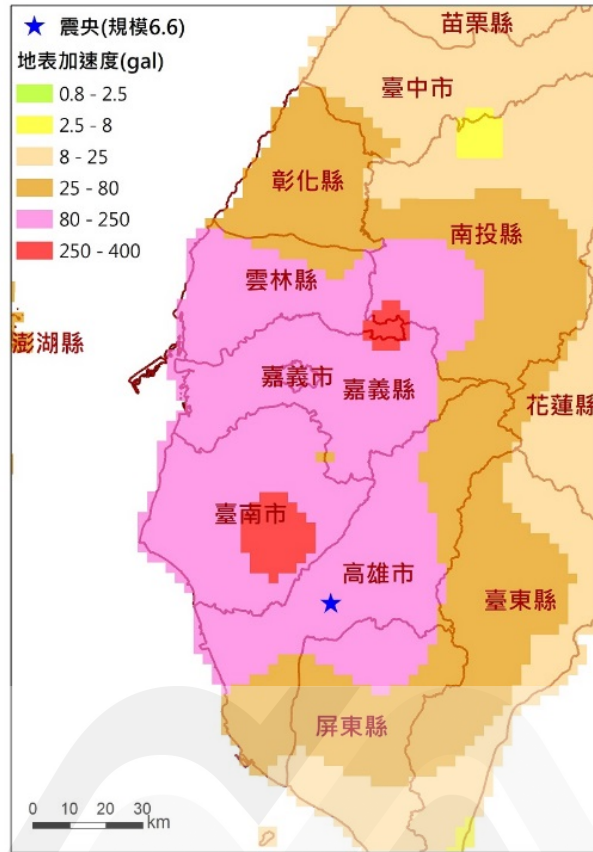 震央(規模6.6)
地表加速度(gal)
0.8 - 2.5
2.5 - 8
8 - 25
25 - 80
80 - 250
250 - 400
苗栗縣
臺中市
彰化縣
南投縣
雲林縣
澎湖縣
嘉義市
嘉義縣
花蓮縣
臺南市
高雄市
臺東縣
屏東縣
0 10 20 30
km